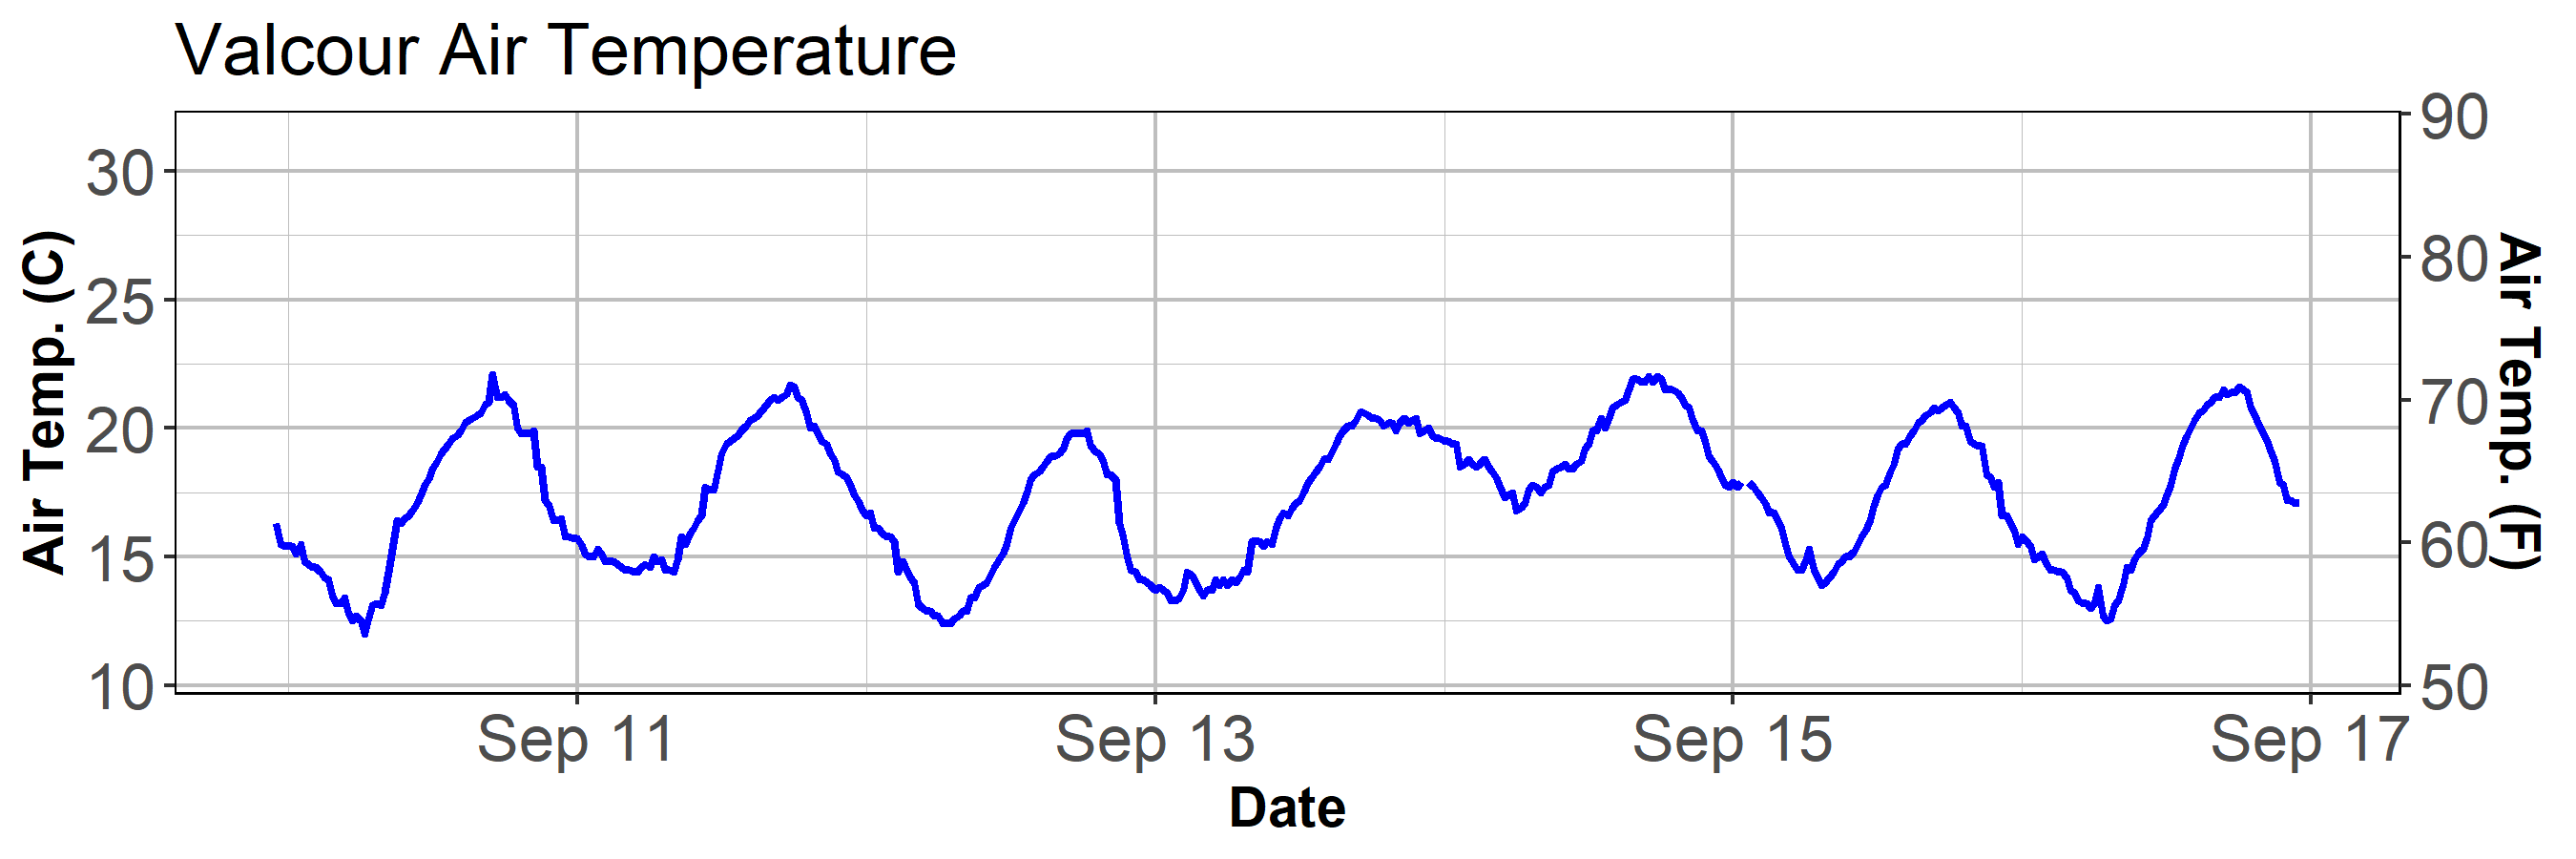 Valcour Air Temperature
Air Temp. (C)
30
25
20
15
10
90
80
70
60
50
Air Temp. (F)
Sep 11
Sep 13
Sep 15
Sep 17
Date